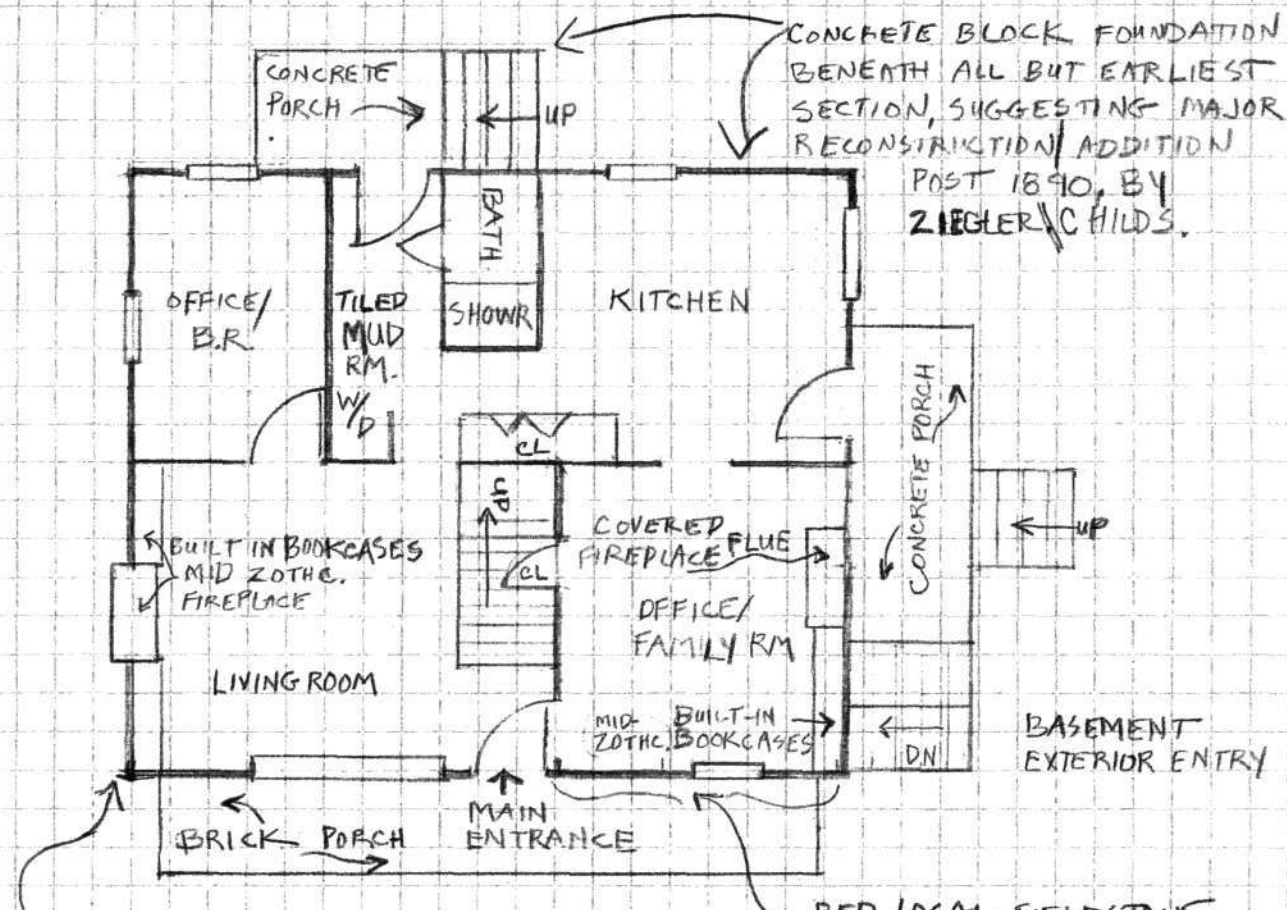 CONCRETE BLOCK FOUNDATION
BENEATH ALL BUT EARLIEST
SECTION, SUGGESTING MAJOR
RECONSTRUCTION/ADDITION
POST 1890, BY
ZIEGLER\CHILDS.
CONCRETE
PORCH
UP
BATH.
SHOWR
OFFICE/
B.R.
TILED
MUD
RM.
W/D
KITCHEN
CL
UP
CL
CONCRETE PORCH
UP
BUILT IN BOOKCASES
MID 20THC.
FIREPLACE
COVERED
FIREPLACE FLUE
OFFICE/
FAMILY RM
LIVING ROOM
MID-
20THC.
BUILT-IN
BOOKCASES
DN
BASEMENT
EXTERIOR ENTRY
MAIN
ENTRANCE
BRICK PORCH
RED LOCAL FIELDSTONE